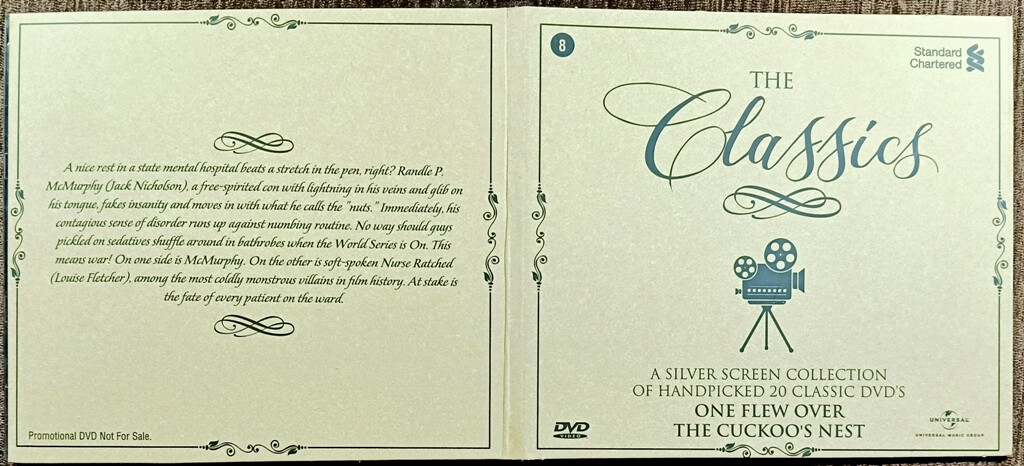 A nice rest in a state mental hospital beats a stretch in the pen, right? Randle P.
McMurphy (Jack Nicholson), a free-spirited con with lightning in his veins and glib on
his tongue, fakes insanity and moves in with what he calls the "nuts." Immediately, his
contagious sense of disorder runs up against numbing routine. No way should guys
pickled on sedatives shuffle around in bathrobes when the World Series is On. This
means war! On one side is McMurphy. On the other is soft-spoken Nurse Ratched
(Louise Fletcher), among the most coldly monstrous villains in film history. At stake is
the fate of every patient on the ward.
Promotional DVD Not For Sale.
8
Standard
Chartered
THE
Classics
A SILVER SCREEN COLLECTION
OF HANDPICKED 20 CLASSIC DVD'S
ONE FLEW OVER
THE CUCKOO'S NEST
DVD
VIDEO
UNIVERSAL
UNIVERSAL MUSIC GROUP